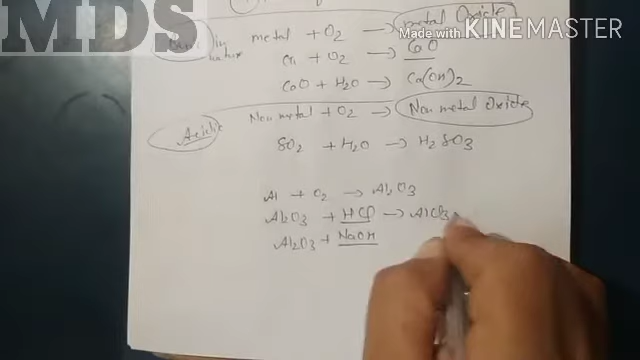 MDS
Made with KINEMASTER
in
nature
metal + O2 → metal Oxide
Ca + O2 → CaO
CaO + H2O → Ca(OH)2
Non metal + O2 → Non metal Oxide
Acidic
SO2 + H2O → H2SO3
Al + O2 → Al2O3
Al2O3 + HCl → AlCl3
Al2O3 + NaOH